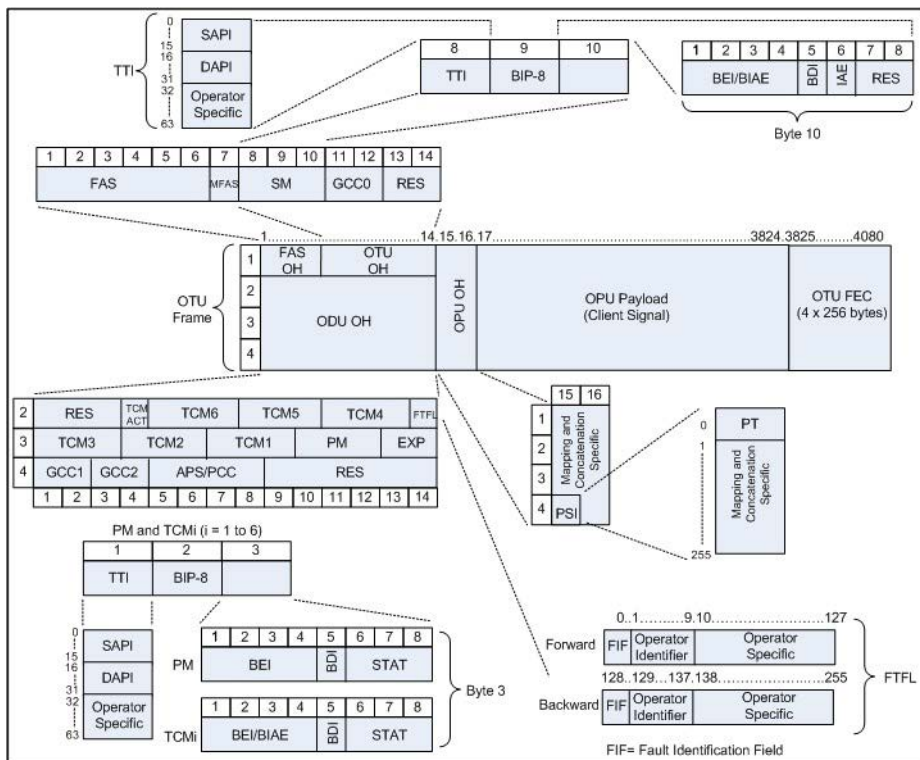 0
15
16
31
32
63
TTI
SAPI
DAPI
Operator
Specific
8 9 10
TTI BIP-8
1 2 3 4 5 6 7 8
BEI/BIAE BDI IAE RES
Byte 10
1 2 3 4 5 6 7 8 9 10 11 12 13 14
FAS MFAS SM GCC0 RES
1............................................14.15.16.17............................................................3824.3825.............4080
OTU
Frame
1
2
3
4
FAS
OH
OTU
OH
ODU OH
OPU OH
OPU Payload
(Client Signal)
OTU FEC
(4 x 256 bytes)
2 RES TCM ACT TCM6 TCM5 TCM4 FTFL
3 TCM3 TCM2 TCM1 PM EXP
4 GCC1 GCC2 APS/PCC RES
1 2 3 4 5 6 7 8 9 10 11 12 13 14
15 16
1
2
3
4
Mapping and
Concatenation
Specific
PSI
0
1
255
PT
Mapping and
Concatenation
Specific
PM and TCMi (i = 1 to 6)
1 2 3
TTI BIP-8
0
15
16
31
32
63
SAPI
DAPI
Operator
Specific
1 2 3 4 5 6 7 8
PM BEI BDI STAT
1 2 3 4 5 6 7 8
TCMi BEI/BIAE BDI STAT
Byte 3
0..1...............9.10..............................127
Forward FIF Operator Identifier Operator Specific
128..129....137.138............................255
Backward FIF Operator Identifier Operator Specific
FTFL
FIF= Fault Identification Field